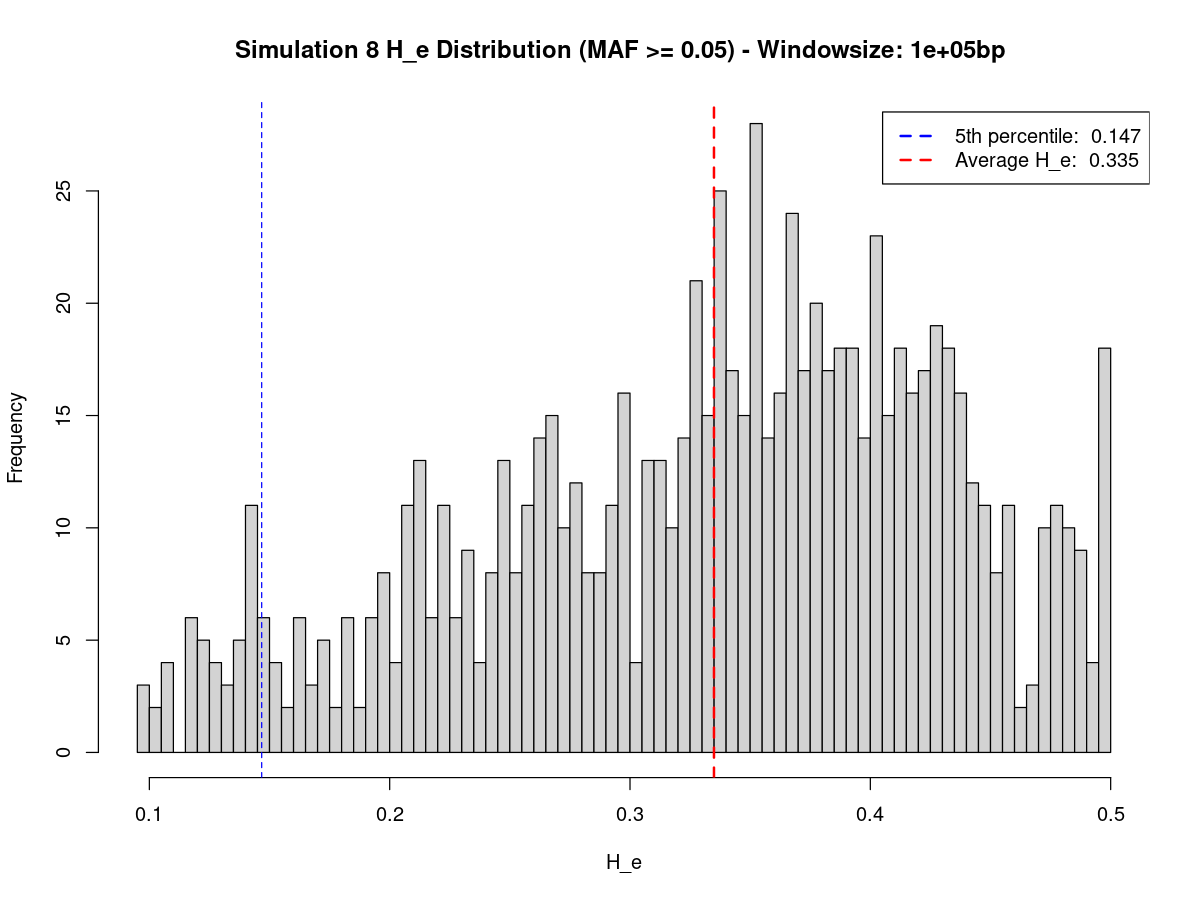 Simulation 8 H_e Distribution (MAF >= 0.05) - Windowsize: 1e+05bp
5th percentile:  0.147
Average H_e:  0.335
Frequency
25
20
15
10
5
0
0.1
0.2
0.3
0.4
0.5
H_e